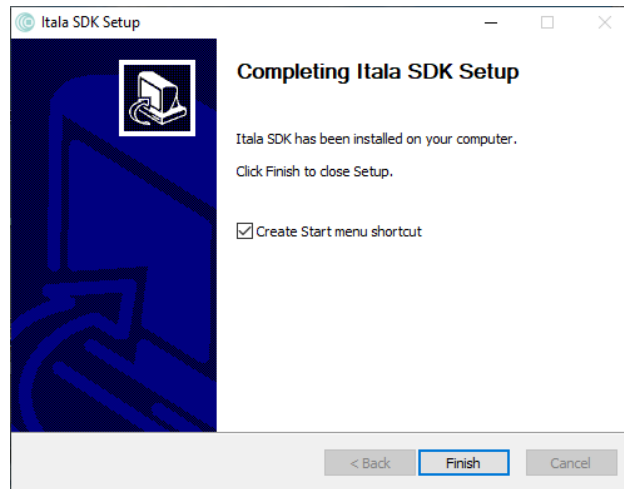 Itala SDK Setup
Completing Itala SDK Setup
Itala SDK has been installed on your computer.
Click Finish to close Setup.
Create Start menu shortcut
< Back
Finish
Cancel